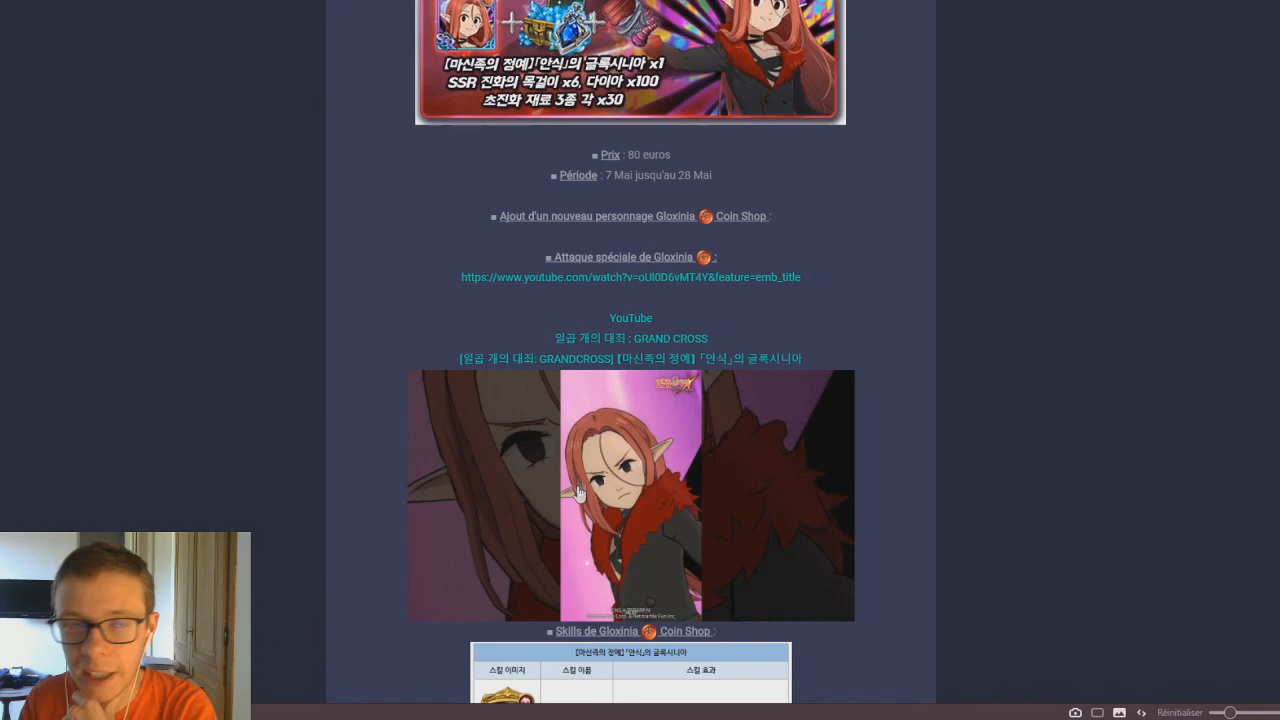 [마신족의 정예]「안식」의 글록시니아 x1
SSR 진화의 목걸이 x6, 다이아 x100
초진화 재료 3종 각 x30
■ Prix : 80 euros
■ Période : 7 Mai jusqu'au 28 Mai
■ Ajout d'un nouveau personnage Gloxinia Coin Shop :
■ Attaque spéciale de Gloxinia :
https://www.youtube.com/watch?v=oUl0D6vMT4Y&feature=emb_title
YouTube
일곱 개의 대죄 : GRAND CROSS
[일곱 개의 대죄: GRANDCROSS] 【마신족의 정예】 「안식」의 글록시니아
■ Skills de Gloxinia Coin Shop :
【마신족의 정예】 「안식」의 글록시니아
스킬 이미지 스킬 이름 스킬 효과
Réinitialiser